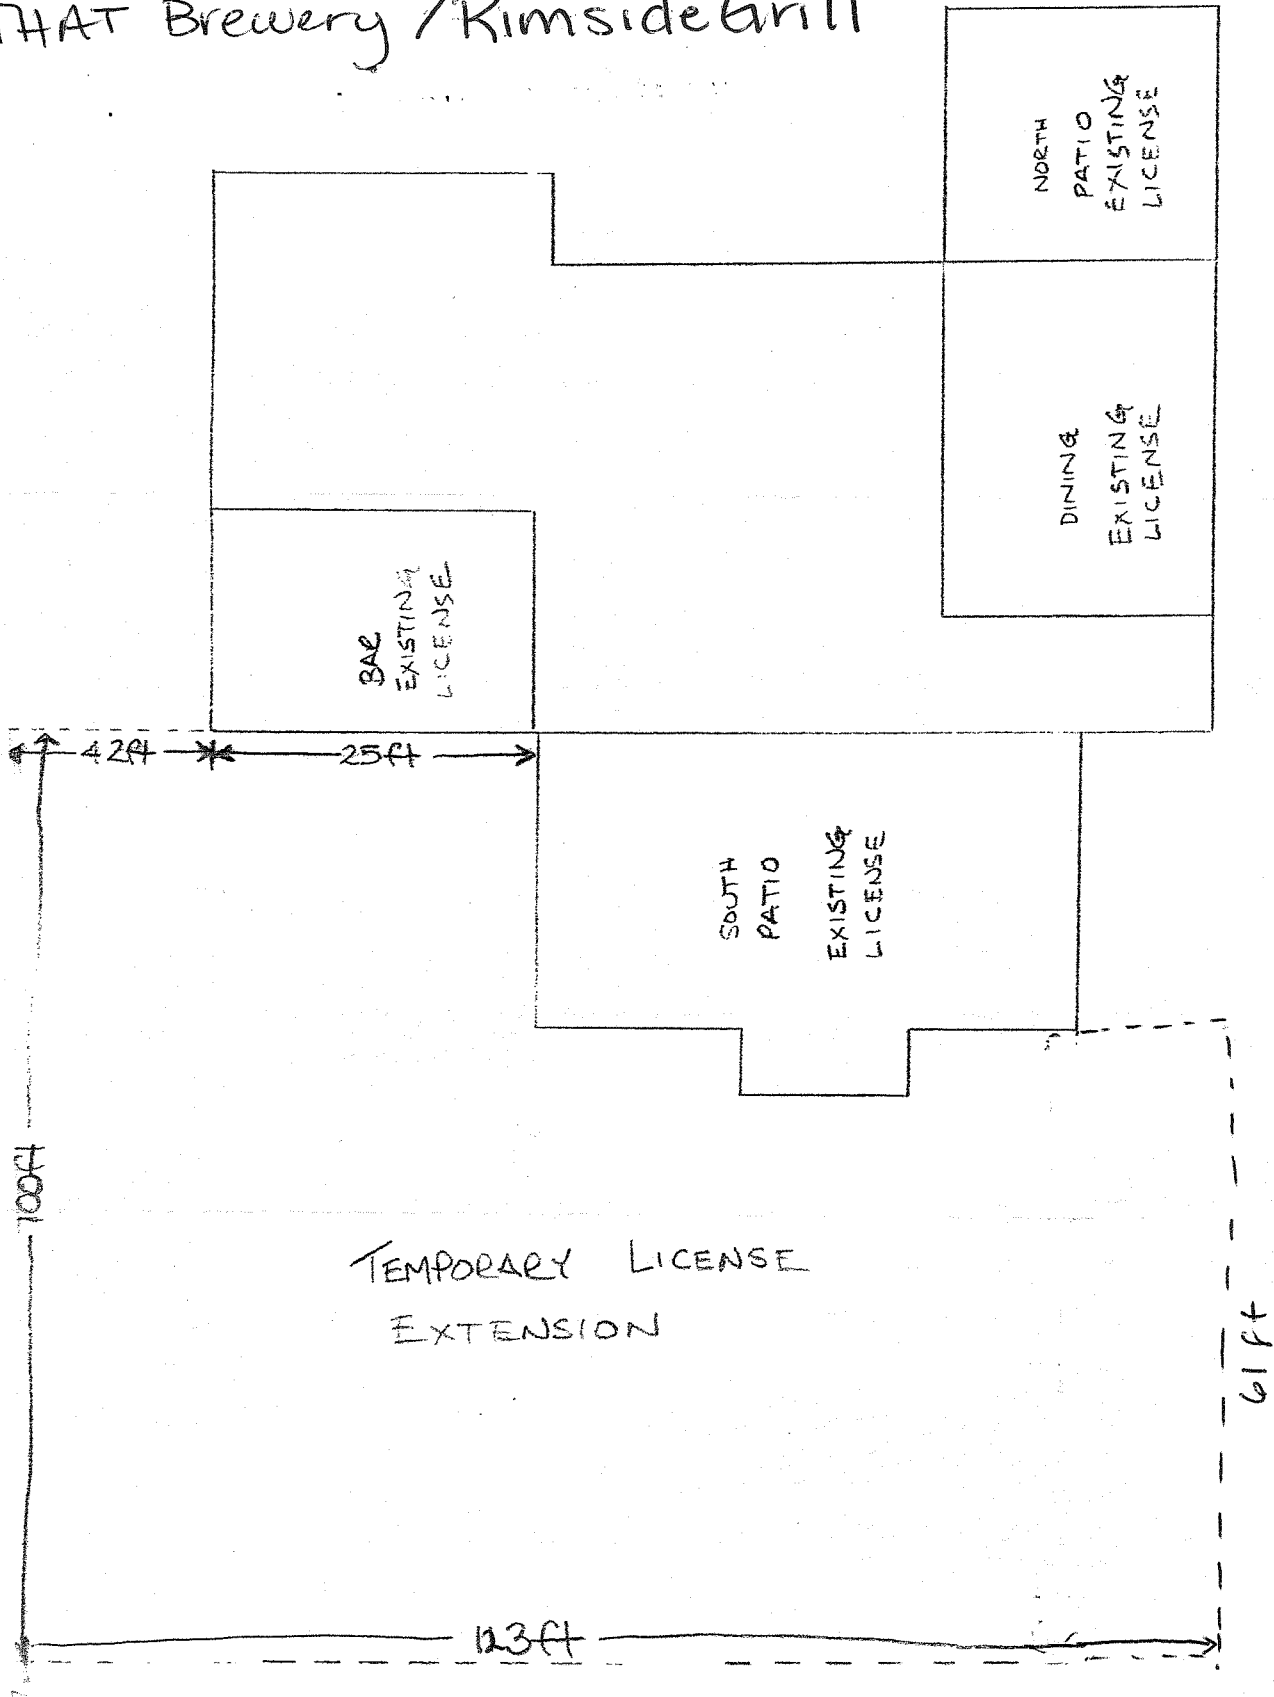 THAT Brewery / Rimside Grill
NORTH
PATIO
EXISTING
LICENSE
DINING
EXISTING
LICENSE
BAR
EXISTING
LICENSE
42ft
25ft
SOUTH
PATIO
EXISTING
LICENSE
100ft
TEMPORARY LICENSE
EXTENSION
61ft
123ft